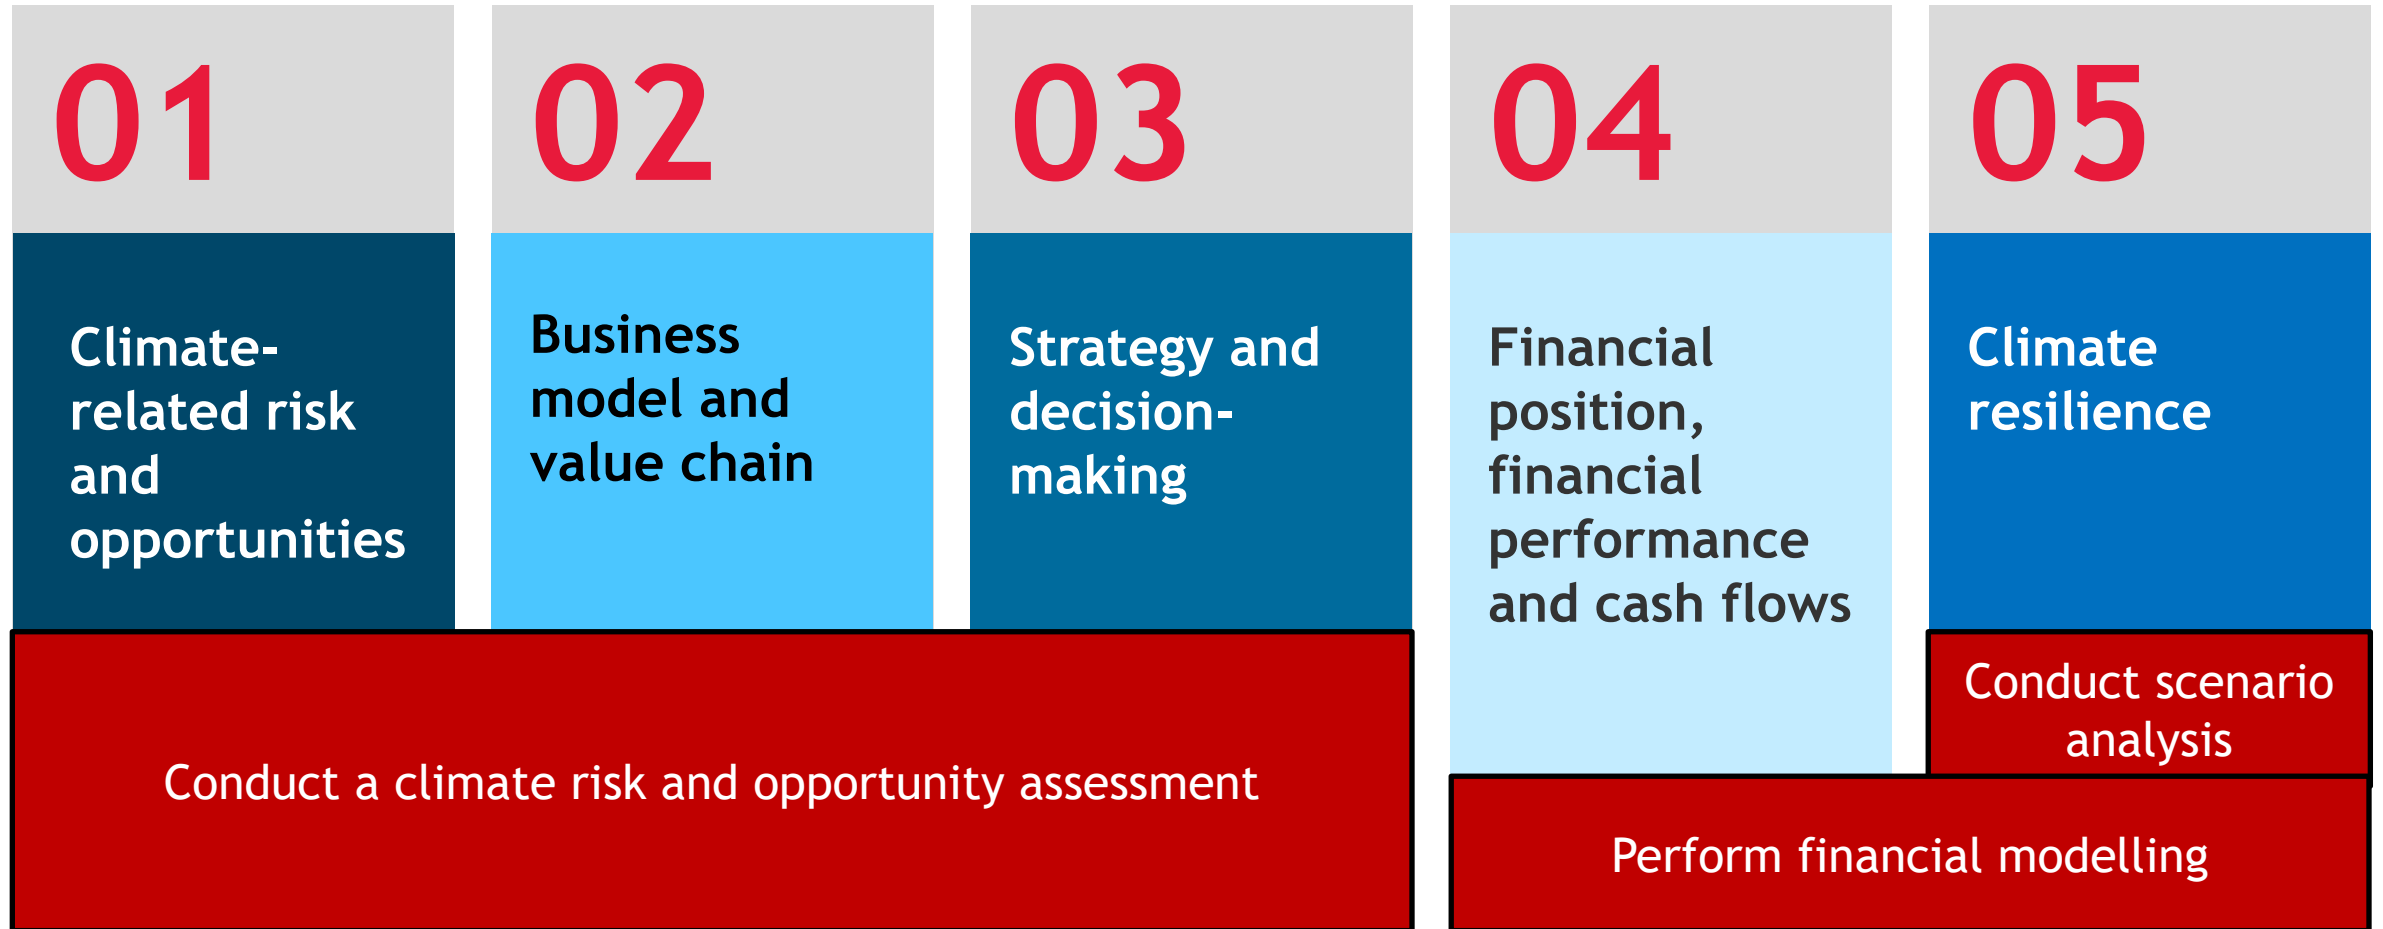 01
Climate-
related risk
and
opportunities
02
Business
model and
value chain
03
Strategy and
decision-
making
04
Financial
position,
financial
performance
and cash flows
05
Climate
resilience
Conduct a climate risk and opportunity assessment
Conduct scenario
analysis
Perform financial modelling